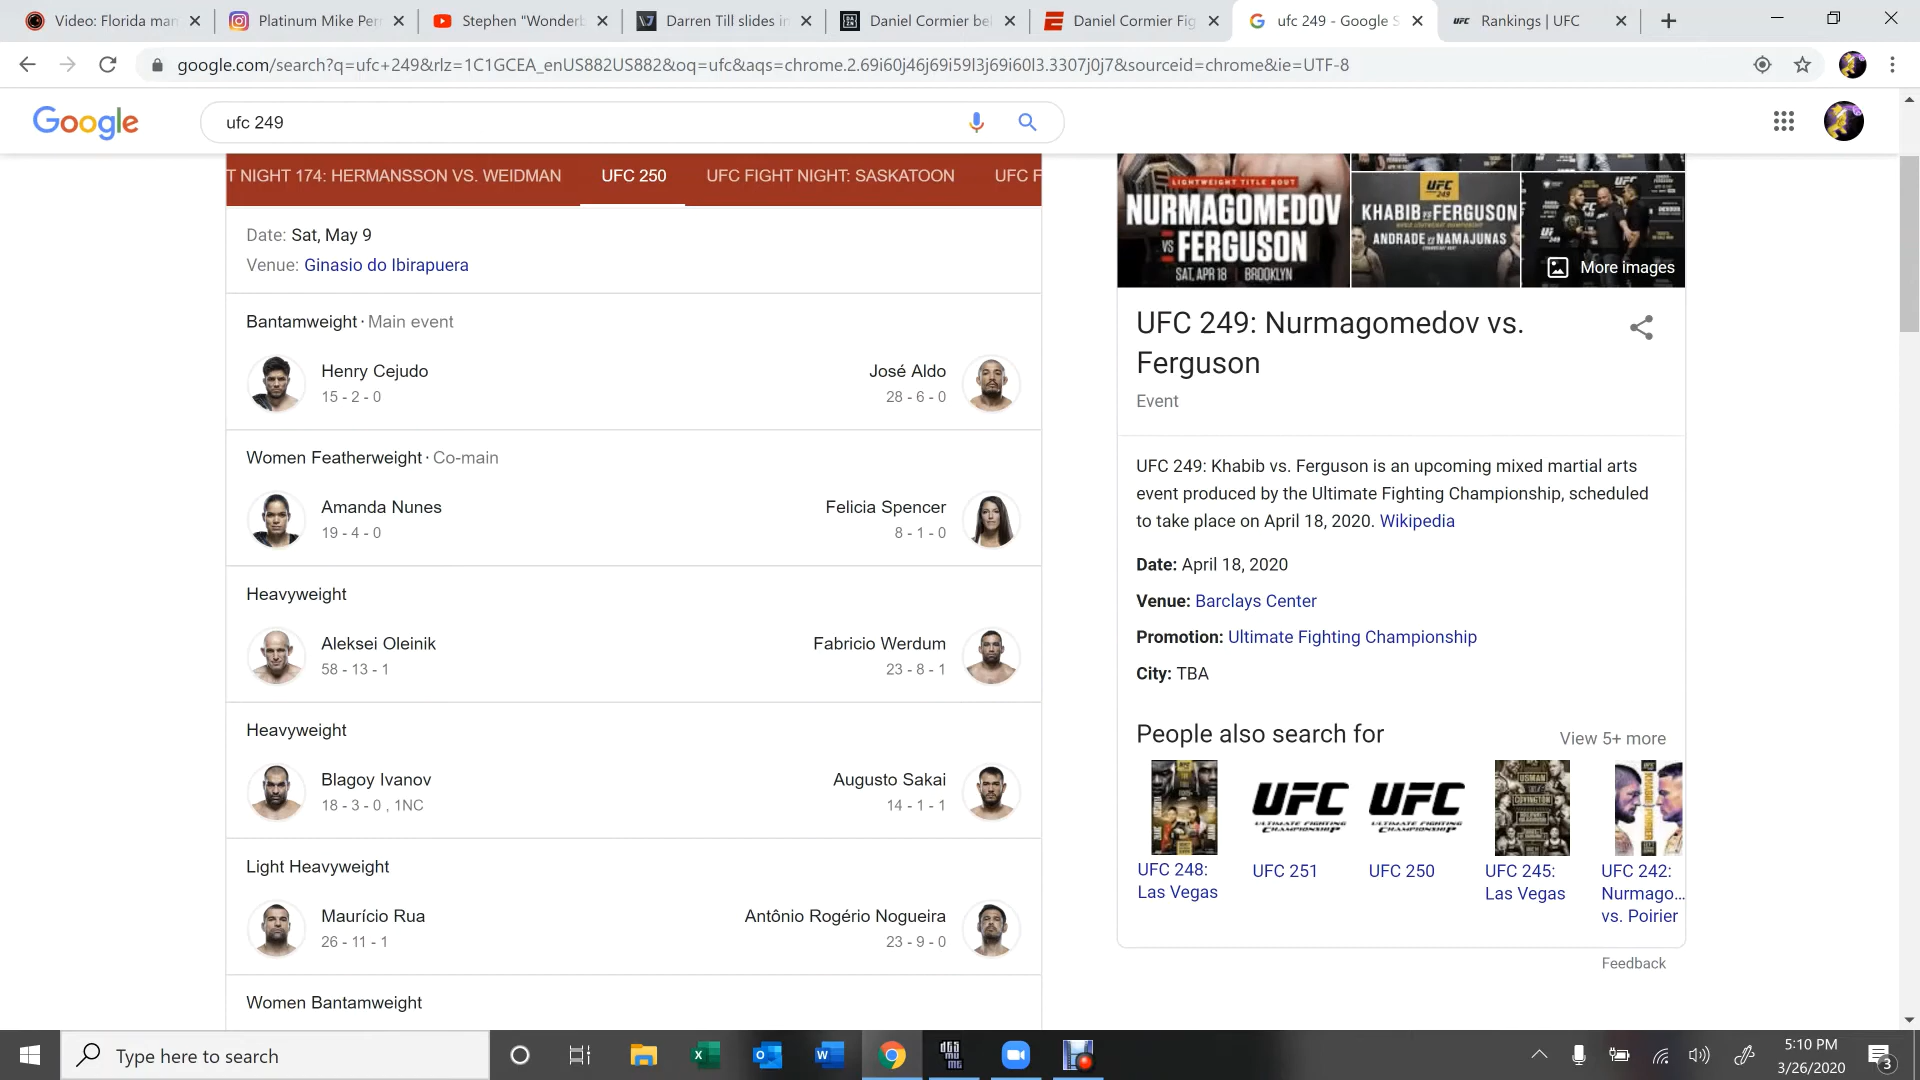 Video: Florida man
Platinum Mike Per
Stephen "Wonderb
Darren Till slides in
Daniel Cormier be
Daniel Cormier Fig
ufc 249 - Google S
UFC Rankings | UFC
google.com/search?q=ufc+249&rlz=1C1GCEA_enUS882US882&oq=ufc&aqs=chrome.2.69i60j46j69i59l3j69i60l3.3307j0j7&sourceid=chrome&ie=UTF-8
Google
ufc 249
T NIGHT 174: HERMANSSON VS. WEIDMAN
UFC 250
UFC FIGHT NIGHT: SASKATOON
UFC F
Date: Sat, May 9
Venue: Ginasio do Ibirapuera
Bantamweight · Main event
Henry Cejudo
15 - 2 - 0
José Aldo
28 - 6 - 0
Women Featherweight · Co-main
Amanda Nunes
19 - 4 - 0
Felicia Spencer
8 - 1 - 0
Heavyweight
Aleksei Oleinik
58 - 13 - 1
Fabricio Werdum
23 - 8 - 1
Heavyweight
Blagoy Ivanov
18 - 3 - 0 , 1NC
Augusto Sakai
14 - 1 - 1
Light Heavyweight
Maurício Rua
26 - 11 - 1
Antônio Rogério Nogueira
23 - 9 - 0
Women Bantamweight
LIGHTWEIGHT TITLE BOUT
NURMAGOMEDOV
VS FERGUSON
SAT, APR 18 | BROOKLYN
UFC
249
KHABIB VS FERGUSON
ANDRADE VS NAMAJUNAS
More images
UFC 249: Nurmagomedov vs.
Ferguson
Event
UFC 249: Khabib vs. Ferguson is an upcoming mixed martial arts
event produced by the Ultimate Fighting Championship, scheduled
to take place on April 18, 2020. Wikipedia
Date: April 18, 2020
Venue: Barclays Center
Promotion: Ultimate Fighting Championship
City: TBA
People also search for
View 5+ more
UFC
ULTIMATE FIGHTING
CHAMPIONSHIP
UFC
ULTIMATE FIGHTING
CHAMPIONSHIP
USMAN
COVINGTON
UFC 248:
Las Vegas
UFC 251
UFC 250
UFC 245:
Las Vegas
UFC 242:
Nurmago...
vs. Poirier
Feedback
Type here to search
5:10 PM
3/26/2020
3